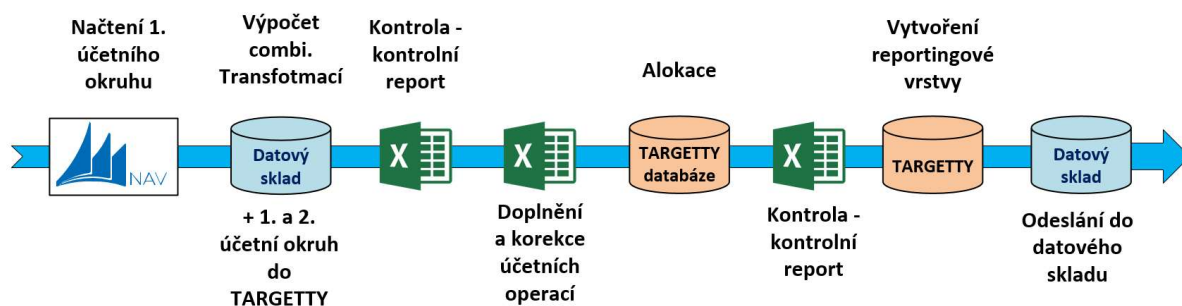 Načtení 1.
účetního
okruhu
NAV
Výpočet
combi.
Transfotmací
Datový
sklad
+ 1. a 2.
účetní okruh
do
TARGETTY
Kontrola -
kontrolní
report
X
X
Doplnění
a korekce
účetních
operací
Alokace
TARGETTY
databáze
X
Kontrola -
kontrolní
report
Vytvoření
reportingové
vrstvy
TARGETTY
Datový
sklad
Odeslání do
datového
skladu